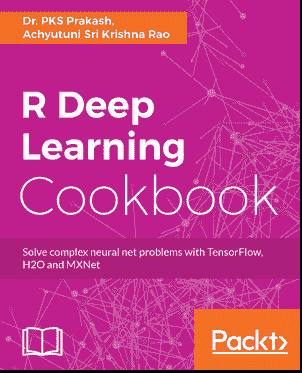 Dr. PKS Prakash,
Achyutuni Sri Krishna Rao
R Deep
Learning
Cookbook
Solve complex neural net problems with TensorFlow,
H2O and MXNet
Packt>